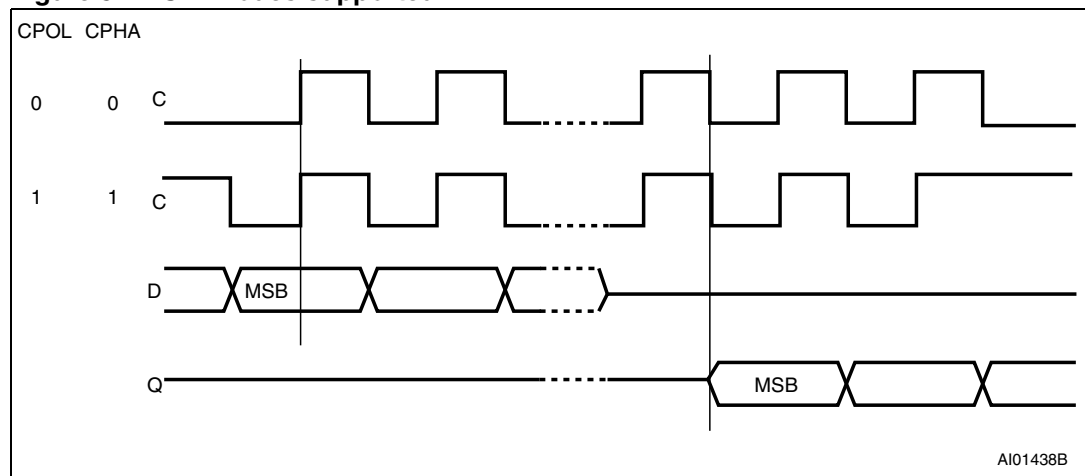 CPOL CPHA
0 0 C
1 1 C
D MSB
Q MSB
AI01438B